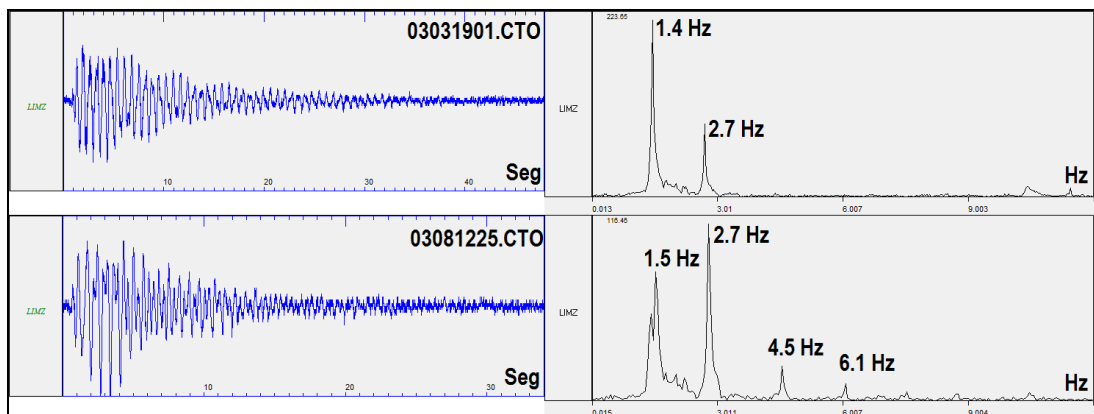 03031901.CTO
LIMZ
Seg
10 20 30 40
223.65
1.4 Hz
2.7 Hz
LIMZ
Hz
0.013 3.01 6.007 9.003
03081225.CTO
LIMZ
Seg
10 20 30
116.46
2.7 Hz
1.5 Hz
LIMZ
4.5 Hz
6.1 Hz
Hz
0.015 3.011 6.007 9.004